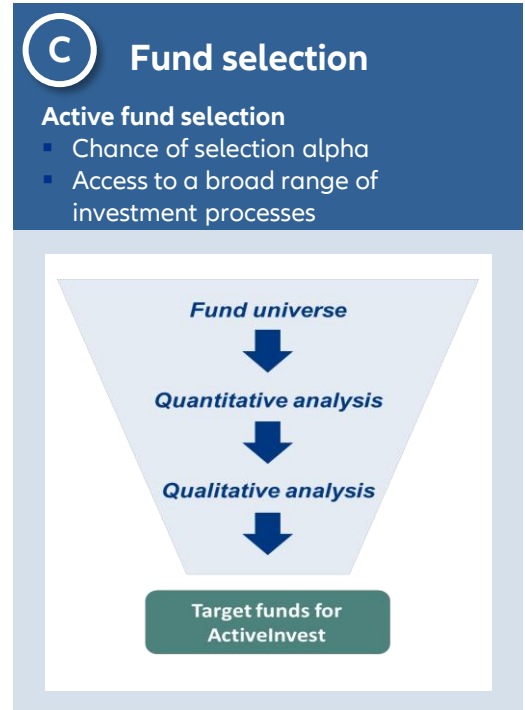 C
Fund selection
Active fund selection
▪ Chance of selection alpha
▪ Access to a broad range of
investment processes
Fund universe
Quantitative analysis
Qualitative analysis
Target funds for
ActiveInvest